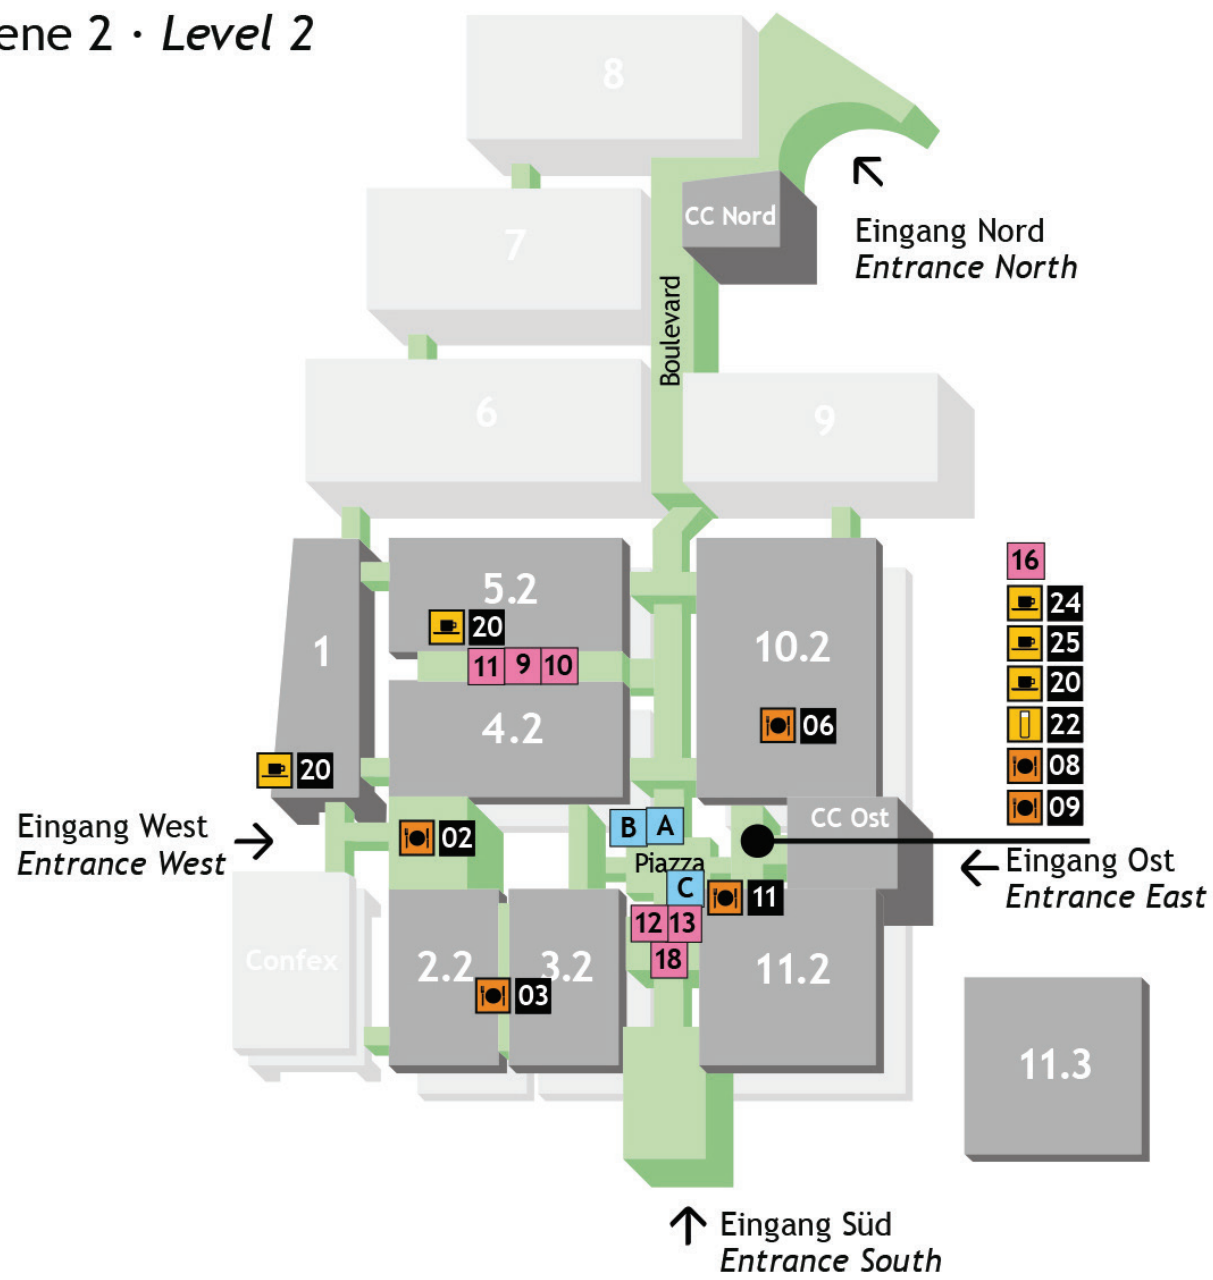 ene 2 · Level 2
8
CC Nord
Eingang Nord
Entrance North
7
Boulevard
6
9
5.2
20
11 9 10
1
4.2
20
10.2
06
16
24
25
20
22
08
09
Eingang West
Entrance West
02
B A
Piazza
C
CC Ost
Eingang Ost
Entrance East
11
12 13
18
Confex
2.2
3.2
03
11.2
11.3
Eingang Süd
Entrance South